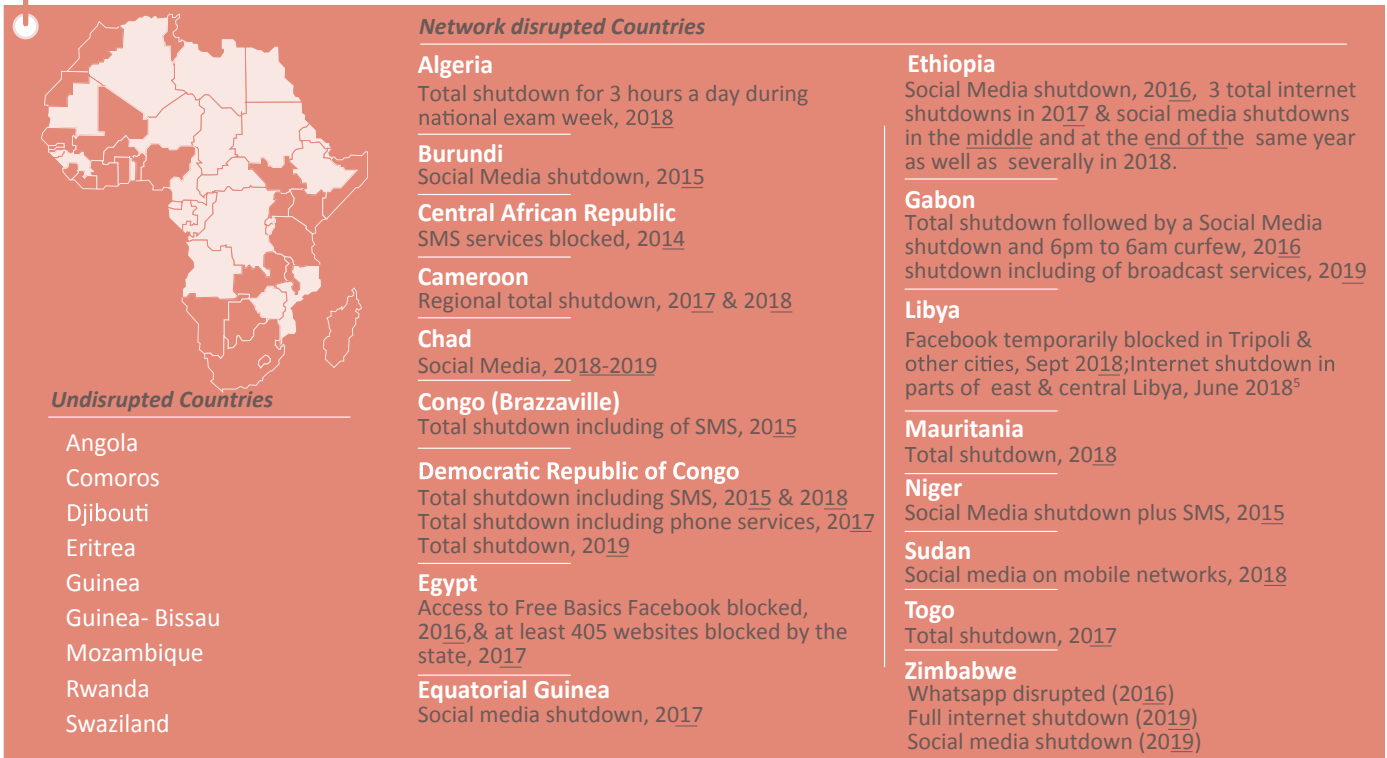 Network disrupted Countries
Algeria
Total shutdown for 3 hours a day during
national exam week, 2018
Burundi
Social Media shutdown, 2015
Central African Republic
SMS services blocked, 2014
Cameroon
Regional total shutdown, 2017 & 2018
Chad
Social Media, 2018-2019
Congo (Brazzaville)
Total shutdown including of SMS, 2015
Democratic Republic of Congo
Total shutdown including SMS, 2015 & 2018
Total shutdown including phone services, 2017
Total shutdown, 2019
Egypt
Access to Free Basics Facebook blocked,
2016,& at least 405 websites blocked by the
state, 2017
Equatorial Guinea
Social media shutdown, 2017
Ethiopia
Social Media shutdown, 2016, 3 total internet
shutdowns in 2017 & social media shutdowns
in the middle and at the end of the same year
as well as severally in 2018.
Gabon
Total shutdown followed by a Social Media
shutdown and 6pm to 6am curfew, 2016
shutdown including of broadcast services, 2019
Libya
Facebook temporarily blocked in Tripoli &
other cities, Sept 2018;Internet shutdown in
parts of east & central Libya, June 2018⁵
Mauritania
Total shutdown, 2018
Niger
Social Media shutdown plus SMS, 2015
Sudan
Social media on mobile networks, 2018
Togo
Total shutdown, 2017
Zimbabwe
Whatsapp disrupted (2016)
Full internet shutdown (2019)
Social media shutdown (2019)
Undisrupted Countries
Angola
Comoros
Djibouti
Eritrea
Guinea
Guinea- Bissau
Mozambique
Rwanda
Swaziland